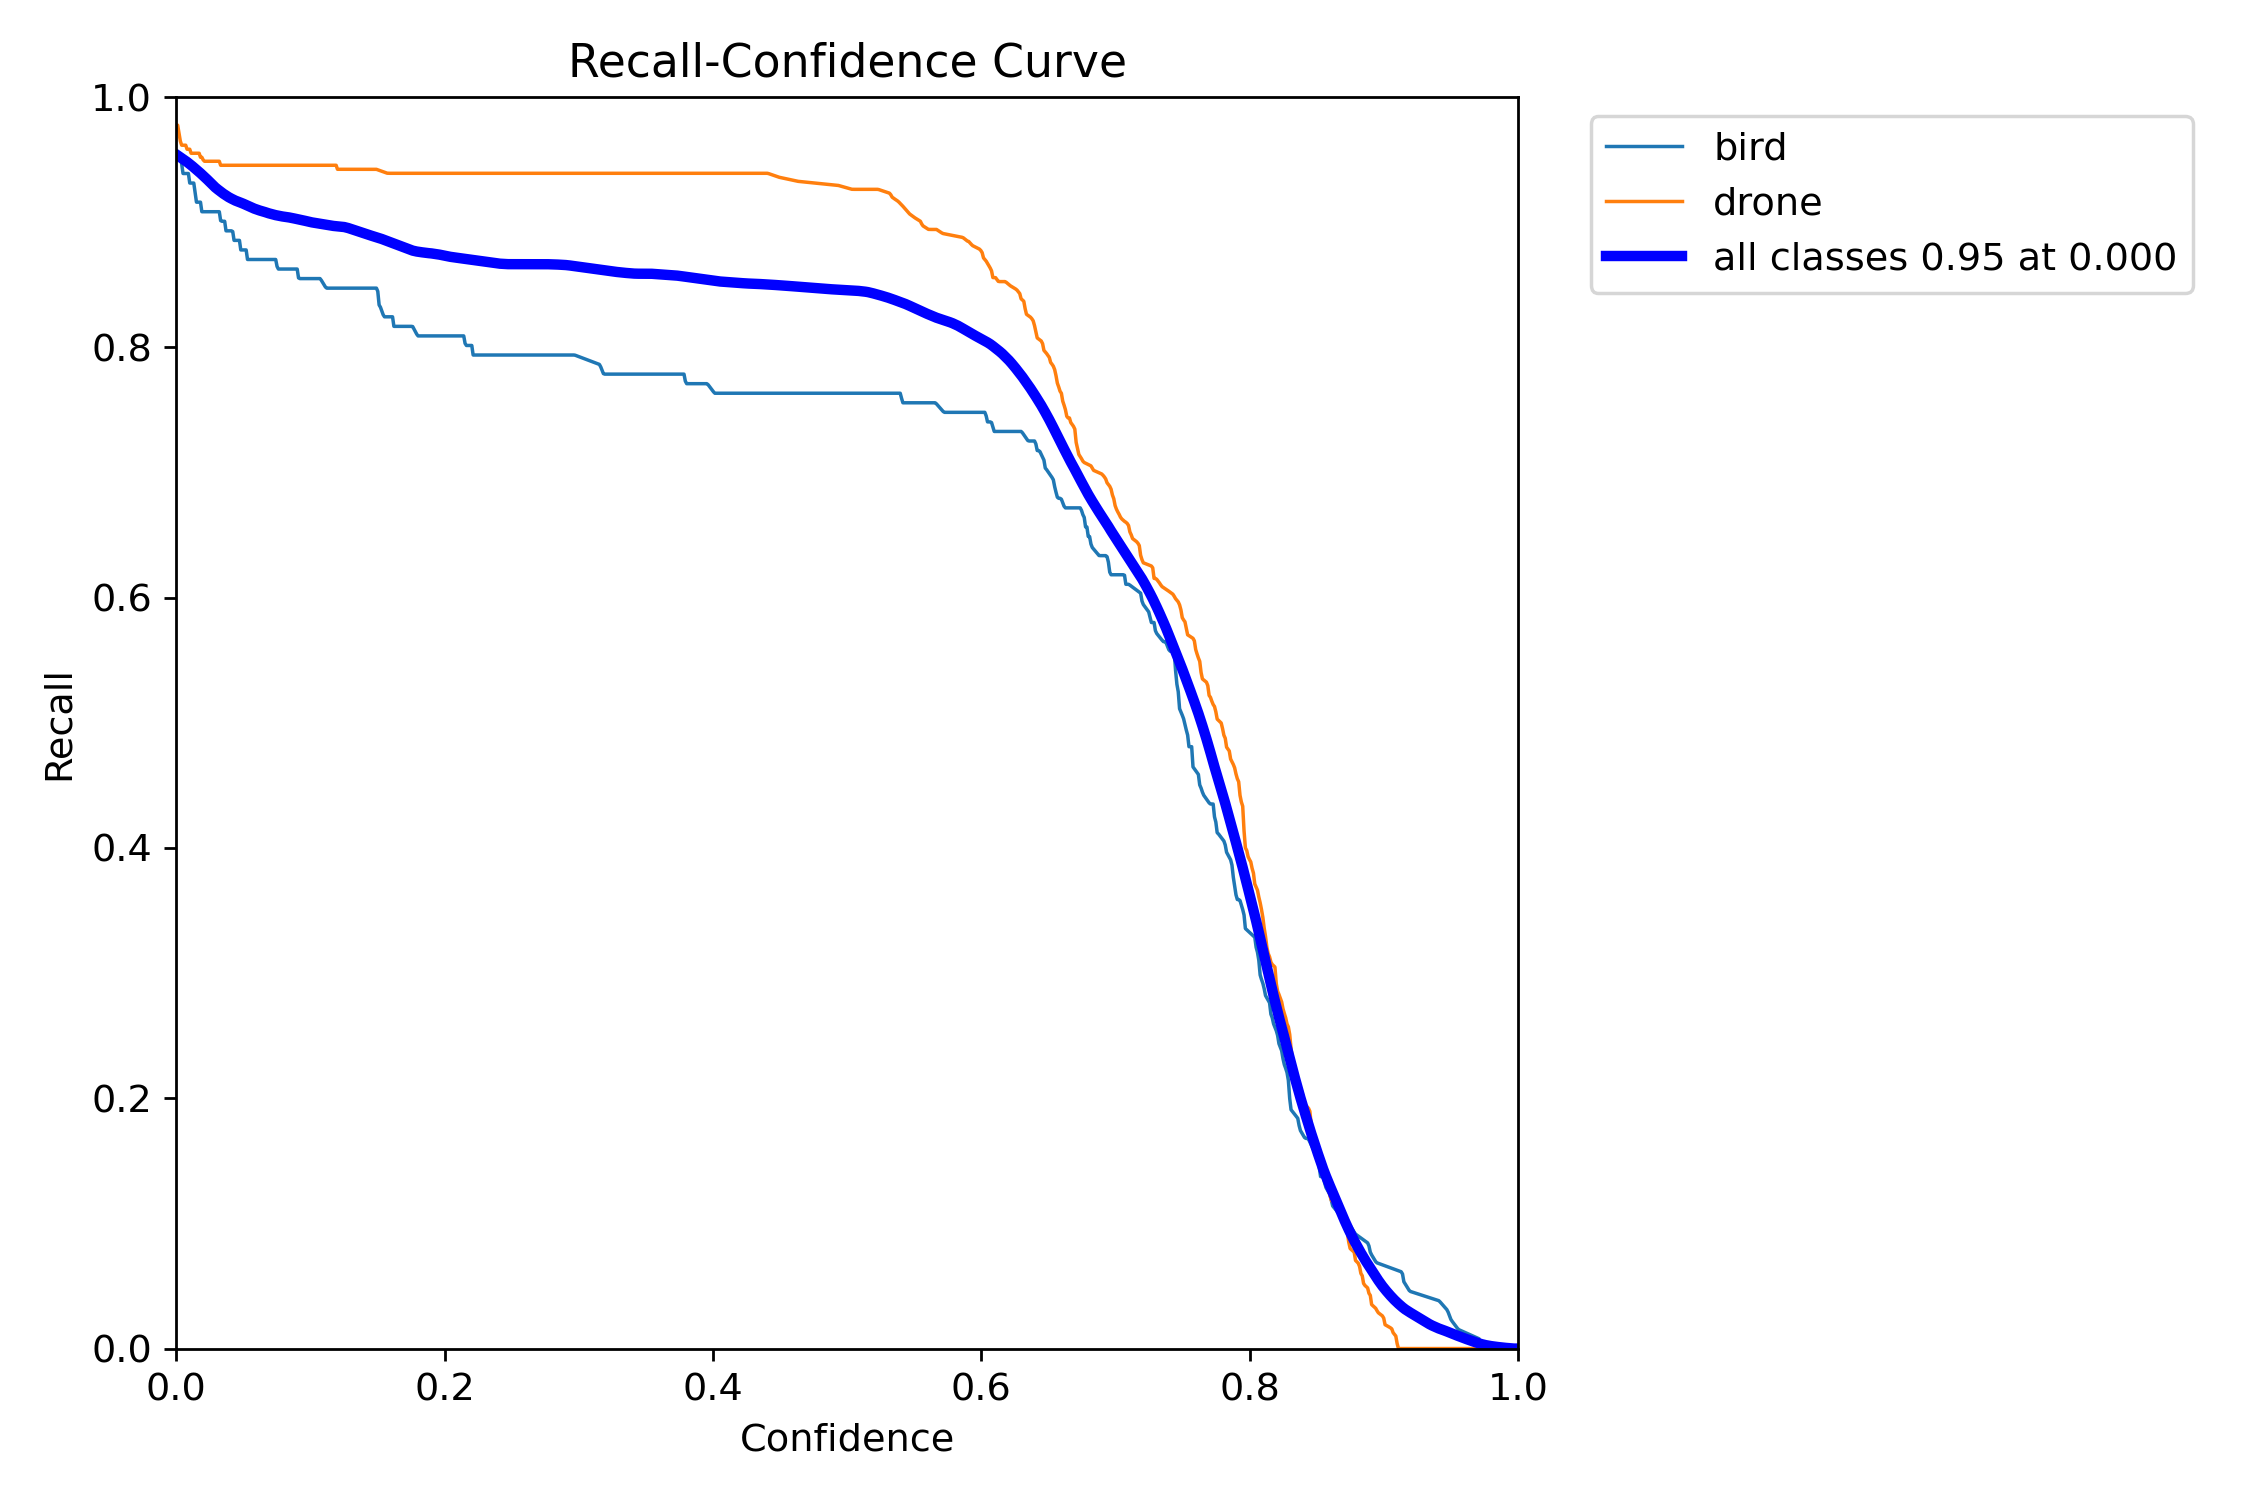 Recall-Confidence Curve
1.0
0.8
0.6
0.4
0.2
0.0
Recall
0.0 0.2 0.4 0.6 0.8 1.0
Confidence
bird
drone
all classes 0.95 at 0.000